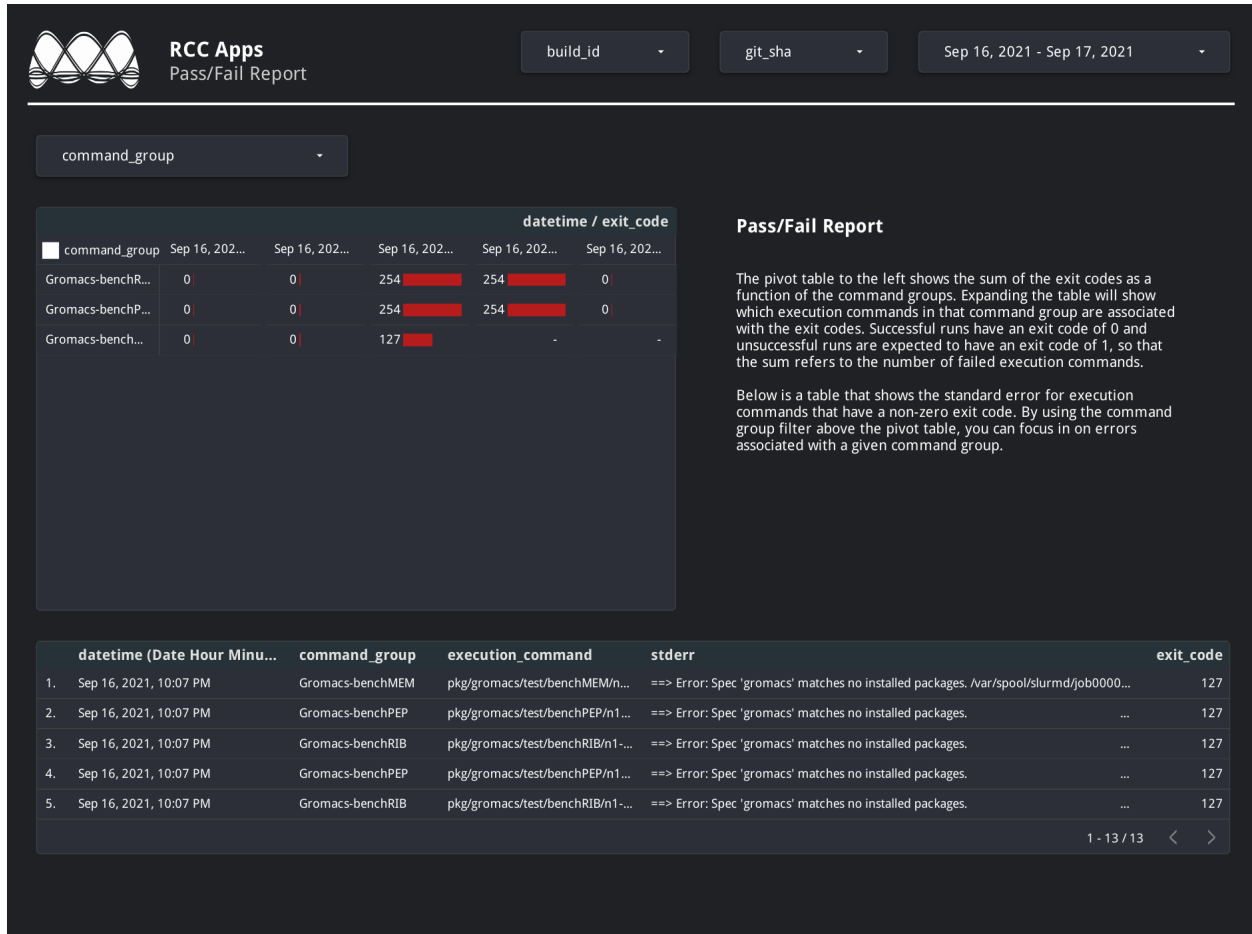 RCC Apps
Pass/Fail Report
build_id
git_sha
Sep 16, 2021 - Sep 17, 2021
command_group
datetime / exit_code
command_group Sep 16, 202... Sep 16, 202... Sep 16, 202... Sep 16, 202... Sep 16, 202...
Gromacs-benchR... 0 0 254 254 0
Gromacs-benchP... 0 0 254 254 0
Gromacs-bench... 0 0 127 - -
Pass/Fail Report
The pivot table to the left shows the sum of the exit codes as a
function of the command groups. Expanding the table will show
which execution commands in that command group are associated
with the exit codes. Successful runs have an exit code of 0 and
unsuccessful runs are expected to have an exit code of 1, so that
the sum refers to the number of failed execution commands.
Below is a table that shows the standard error for execution
commands that have a non-zero exit code. By using the command
group filter above the pivot table, you can focus in on errors
associated with a given command group.
datetime (Date Hour Minu... command_group execution_command stderr exit_code
1. Sep 16, 2021, 10:07 PM Gromacs-benchMEM pkg/gromacs/test/benchMEM/n... ==> Error: Spec 'gromacs' matches no installed packages. /var/spool/slurmd/job0000... 127
2. Sep 16, 2021, 10:07 PM Gromacs-benchPEP pkg/gromacs/test/benchPEP/n1... ==> Error: Spec 'gromacs' matches no installed packages. ... 127
3. Sep 16, 2021, 10:07 PM Gromacs-benchRIB pkg/gromacs/test/benchRIB/n1-... ==> Error: Spec 'gromacs' matches no installed packages. ... 127
4. Sep 16, 2021, 10:07 PM Gromacs-benchPEP pkg/gromacs/test/benchPEP/n1... ==> Error: Spec 'gromacs' matches no installed packages. ... 127
5. Sep 16, 2021, 10:07 PM Gromacs-benchRIB pkg/gromacs/test/benchRIB/n1-... ==> Error: Spec 'gromacs' matches no installed packages. ... 127
1 - 13 / 13